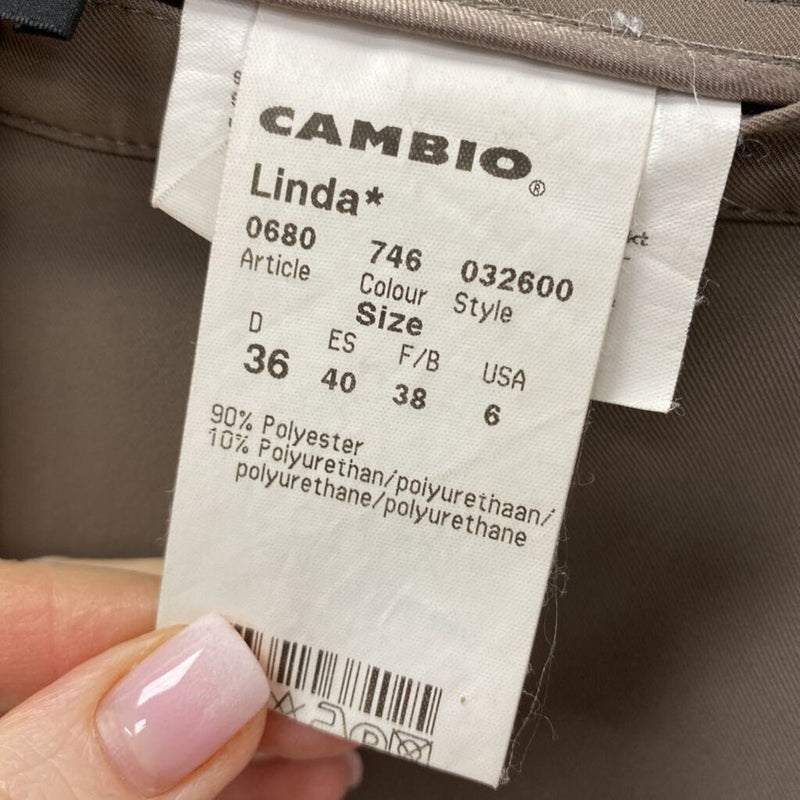 CAMBIO®
Linda*
0680 746 032600
Article Colour Style
Size
D ES F/B USA
36 40 38 6
90% Polyester
10% Polyurethan/polyurethaan/
polyurethane/polyurethane